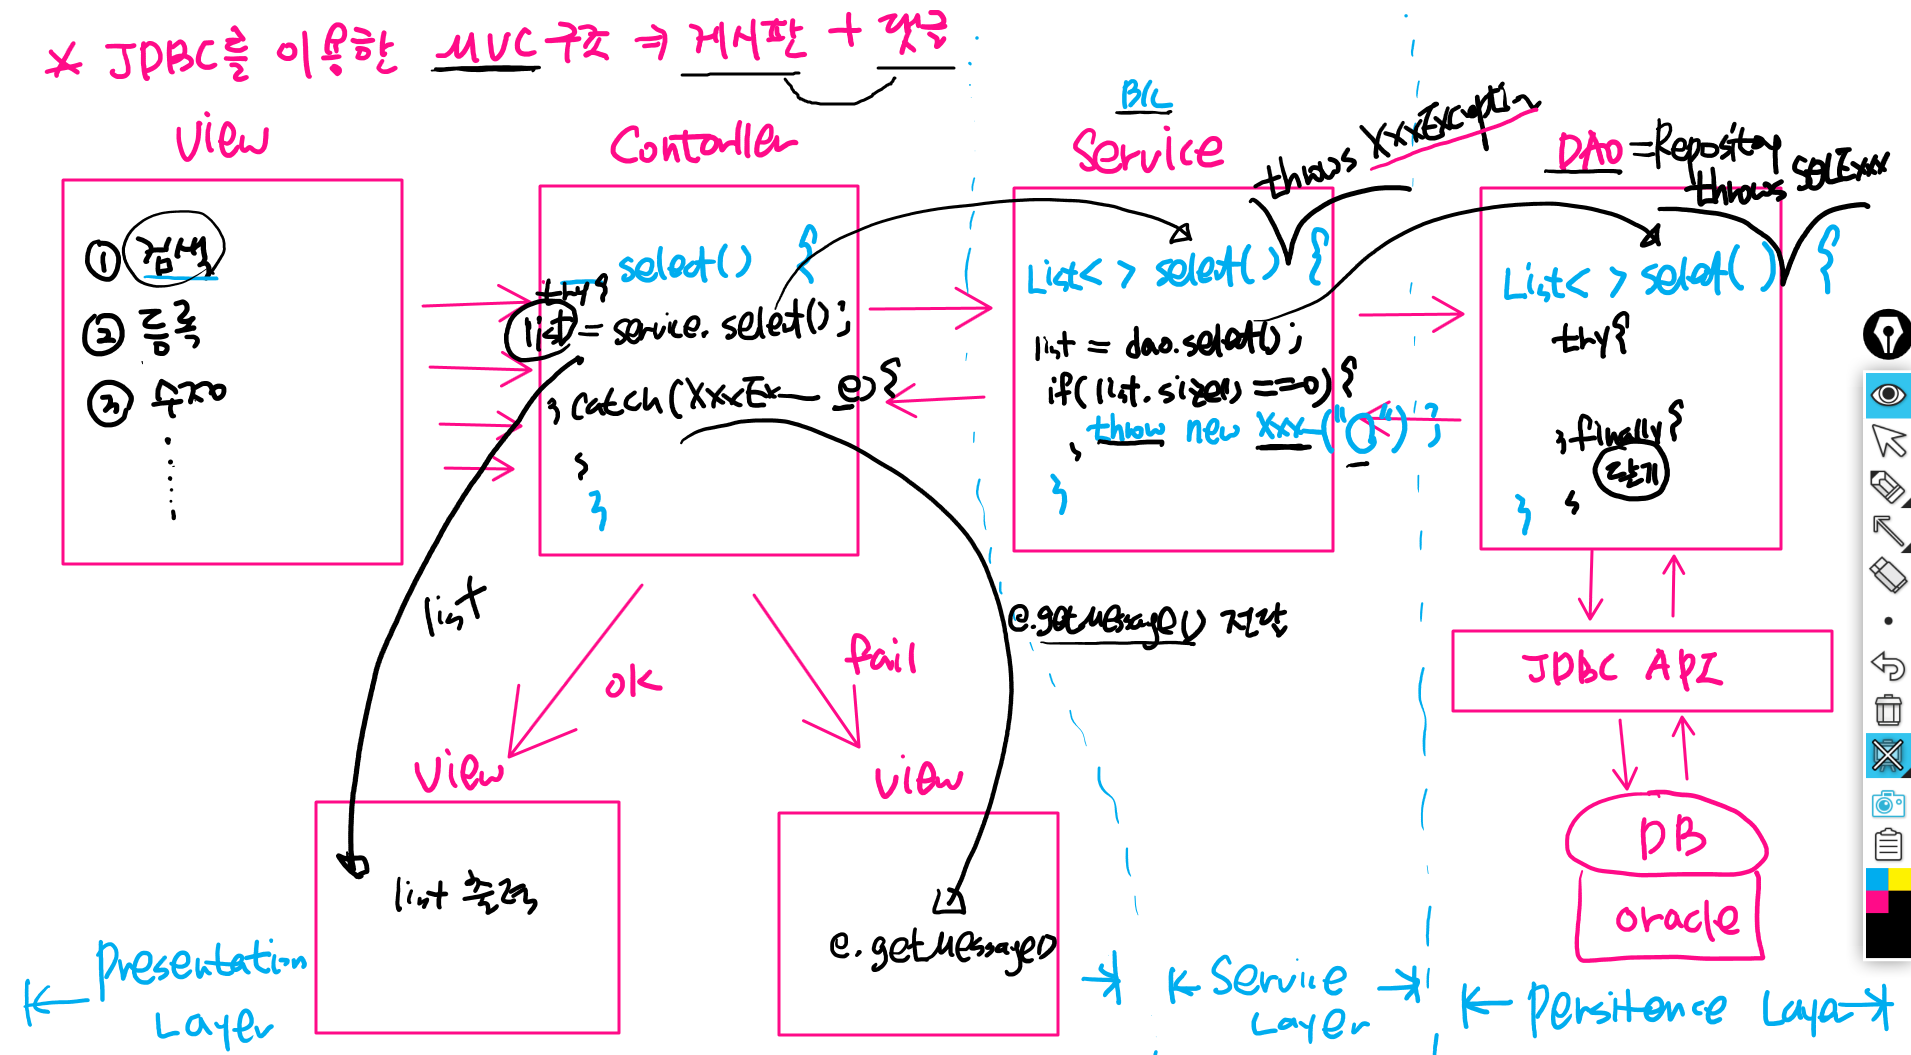 * JDBC를 이용한 MVC구조 ⇒ 게시판 + 댓글
View
① 검색
② 등록
③ 수정
Contorller
select() {
try{
list = service.select();
} catch(XxxEx— e){
}
}
BIL
Service
throws XxxException
List< > select() {
list = dao.select();
if(list.size() ==0){
throw new Xxx—(" ");
}
}
DAO = Repository
throws SQLExxx
List< > select() {
try{
}finally{
닫기
}
}
list
ok
fail
e.getMessage() 전달
JDBC API
View
list 출력
View
e.getMessage()
DB
oracle
Presentation Layer
Service Layer
Persitence Laya